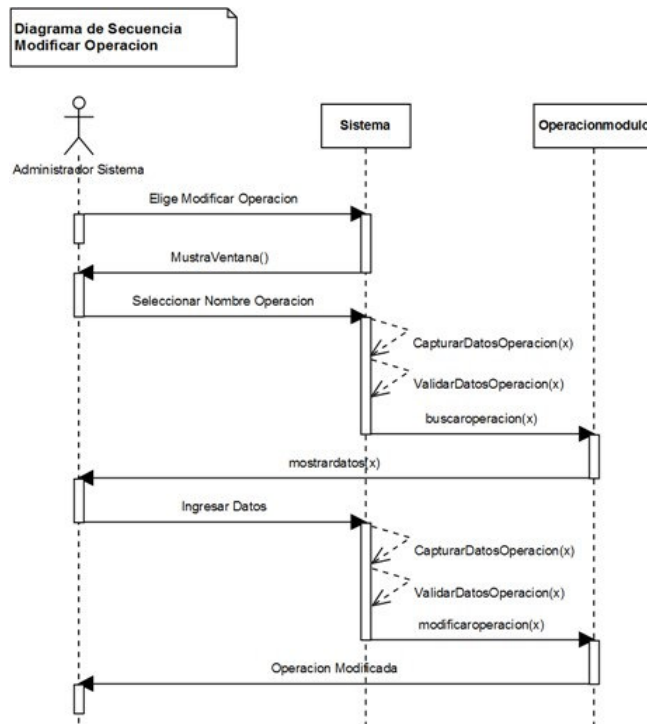 Diagrama de Secuencia
Modificar Operacion
Administrador Sistema
Sistema
Operacionmodulo
Elige Modificar Operacion
MustraVentana()
Seleccionar Nombre Operacion
CapturarDatosOperacion(x)
ValidarDatosOperacion(x)
buscaroperacion(x)
mostrardatos(x)
Ingresar Datos
CapturarDatosOperacion(x)
ValidarDatosOperacion(x)
modificaroperacion(x)
Operacion Modificada